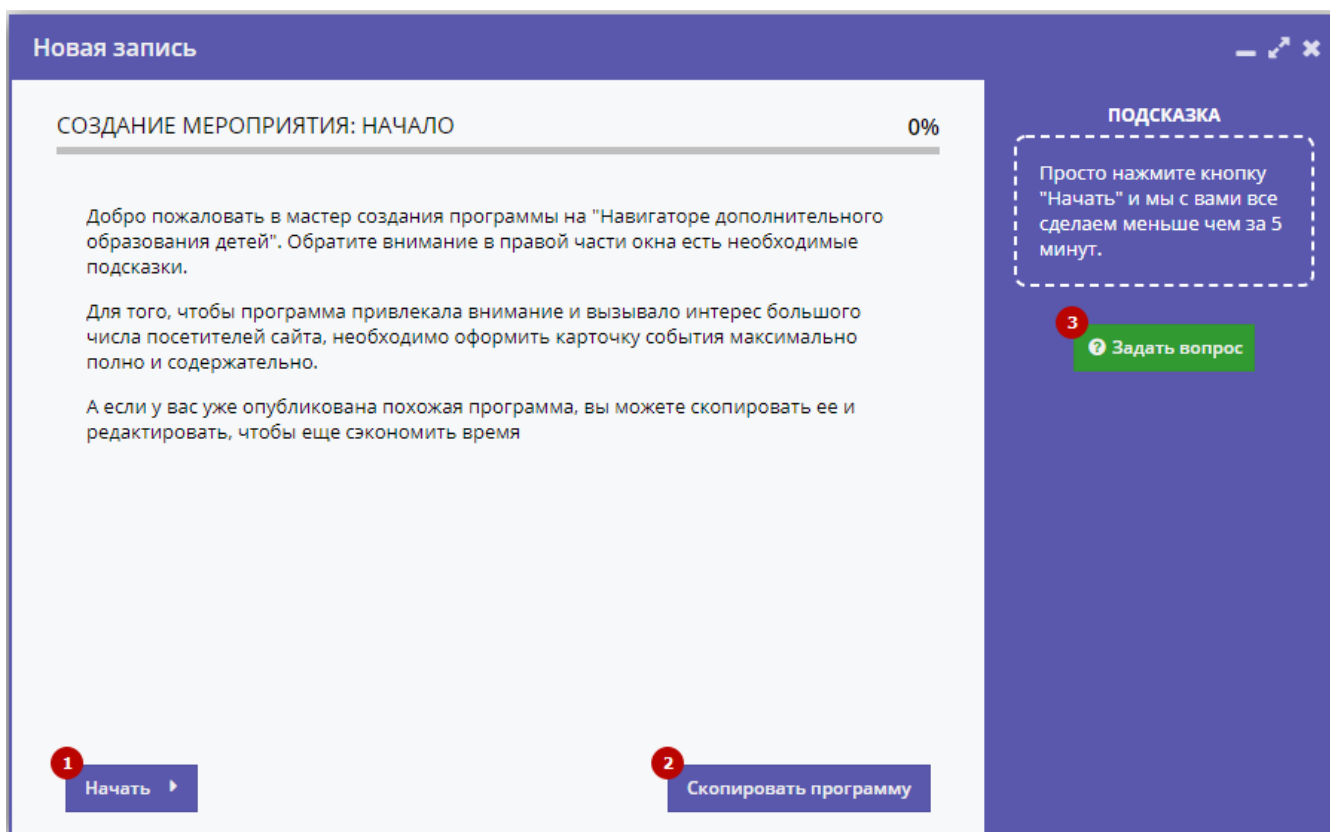 Новая запись
СОЗДАНИЕ МЕРОПРИЯТИЯ: НАЧАЛО 0%
Добро пожаловать в мастер создания программы на "Навигаторе дополнительного
образования детей". Обратите внимание в правой части окна есть необходимые
подсказки.
Для того, чтобы программа привлекала внимание и вызывало интерес большого
числа посетителей сайта, необходимо оформить карточку события максимально
полно и содержательно.
А если у вас уже опубликована похожая программа, вы можете скопировать ее и
редактировать, чтобы еще сэкономить время
1
Начать
2
Скопировать программу
ПОДСКАЗКА
Просто нажмите кнопку
"Начать" и мы с вами все
сделаем меньше чем за 5
минут.
3
Задать вопрос